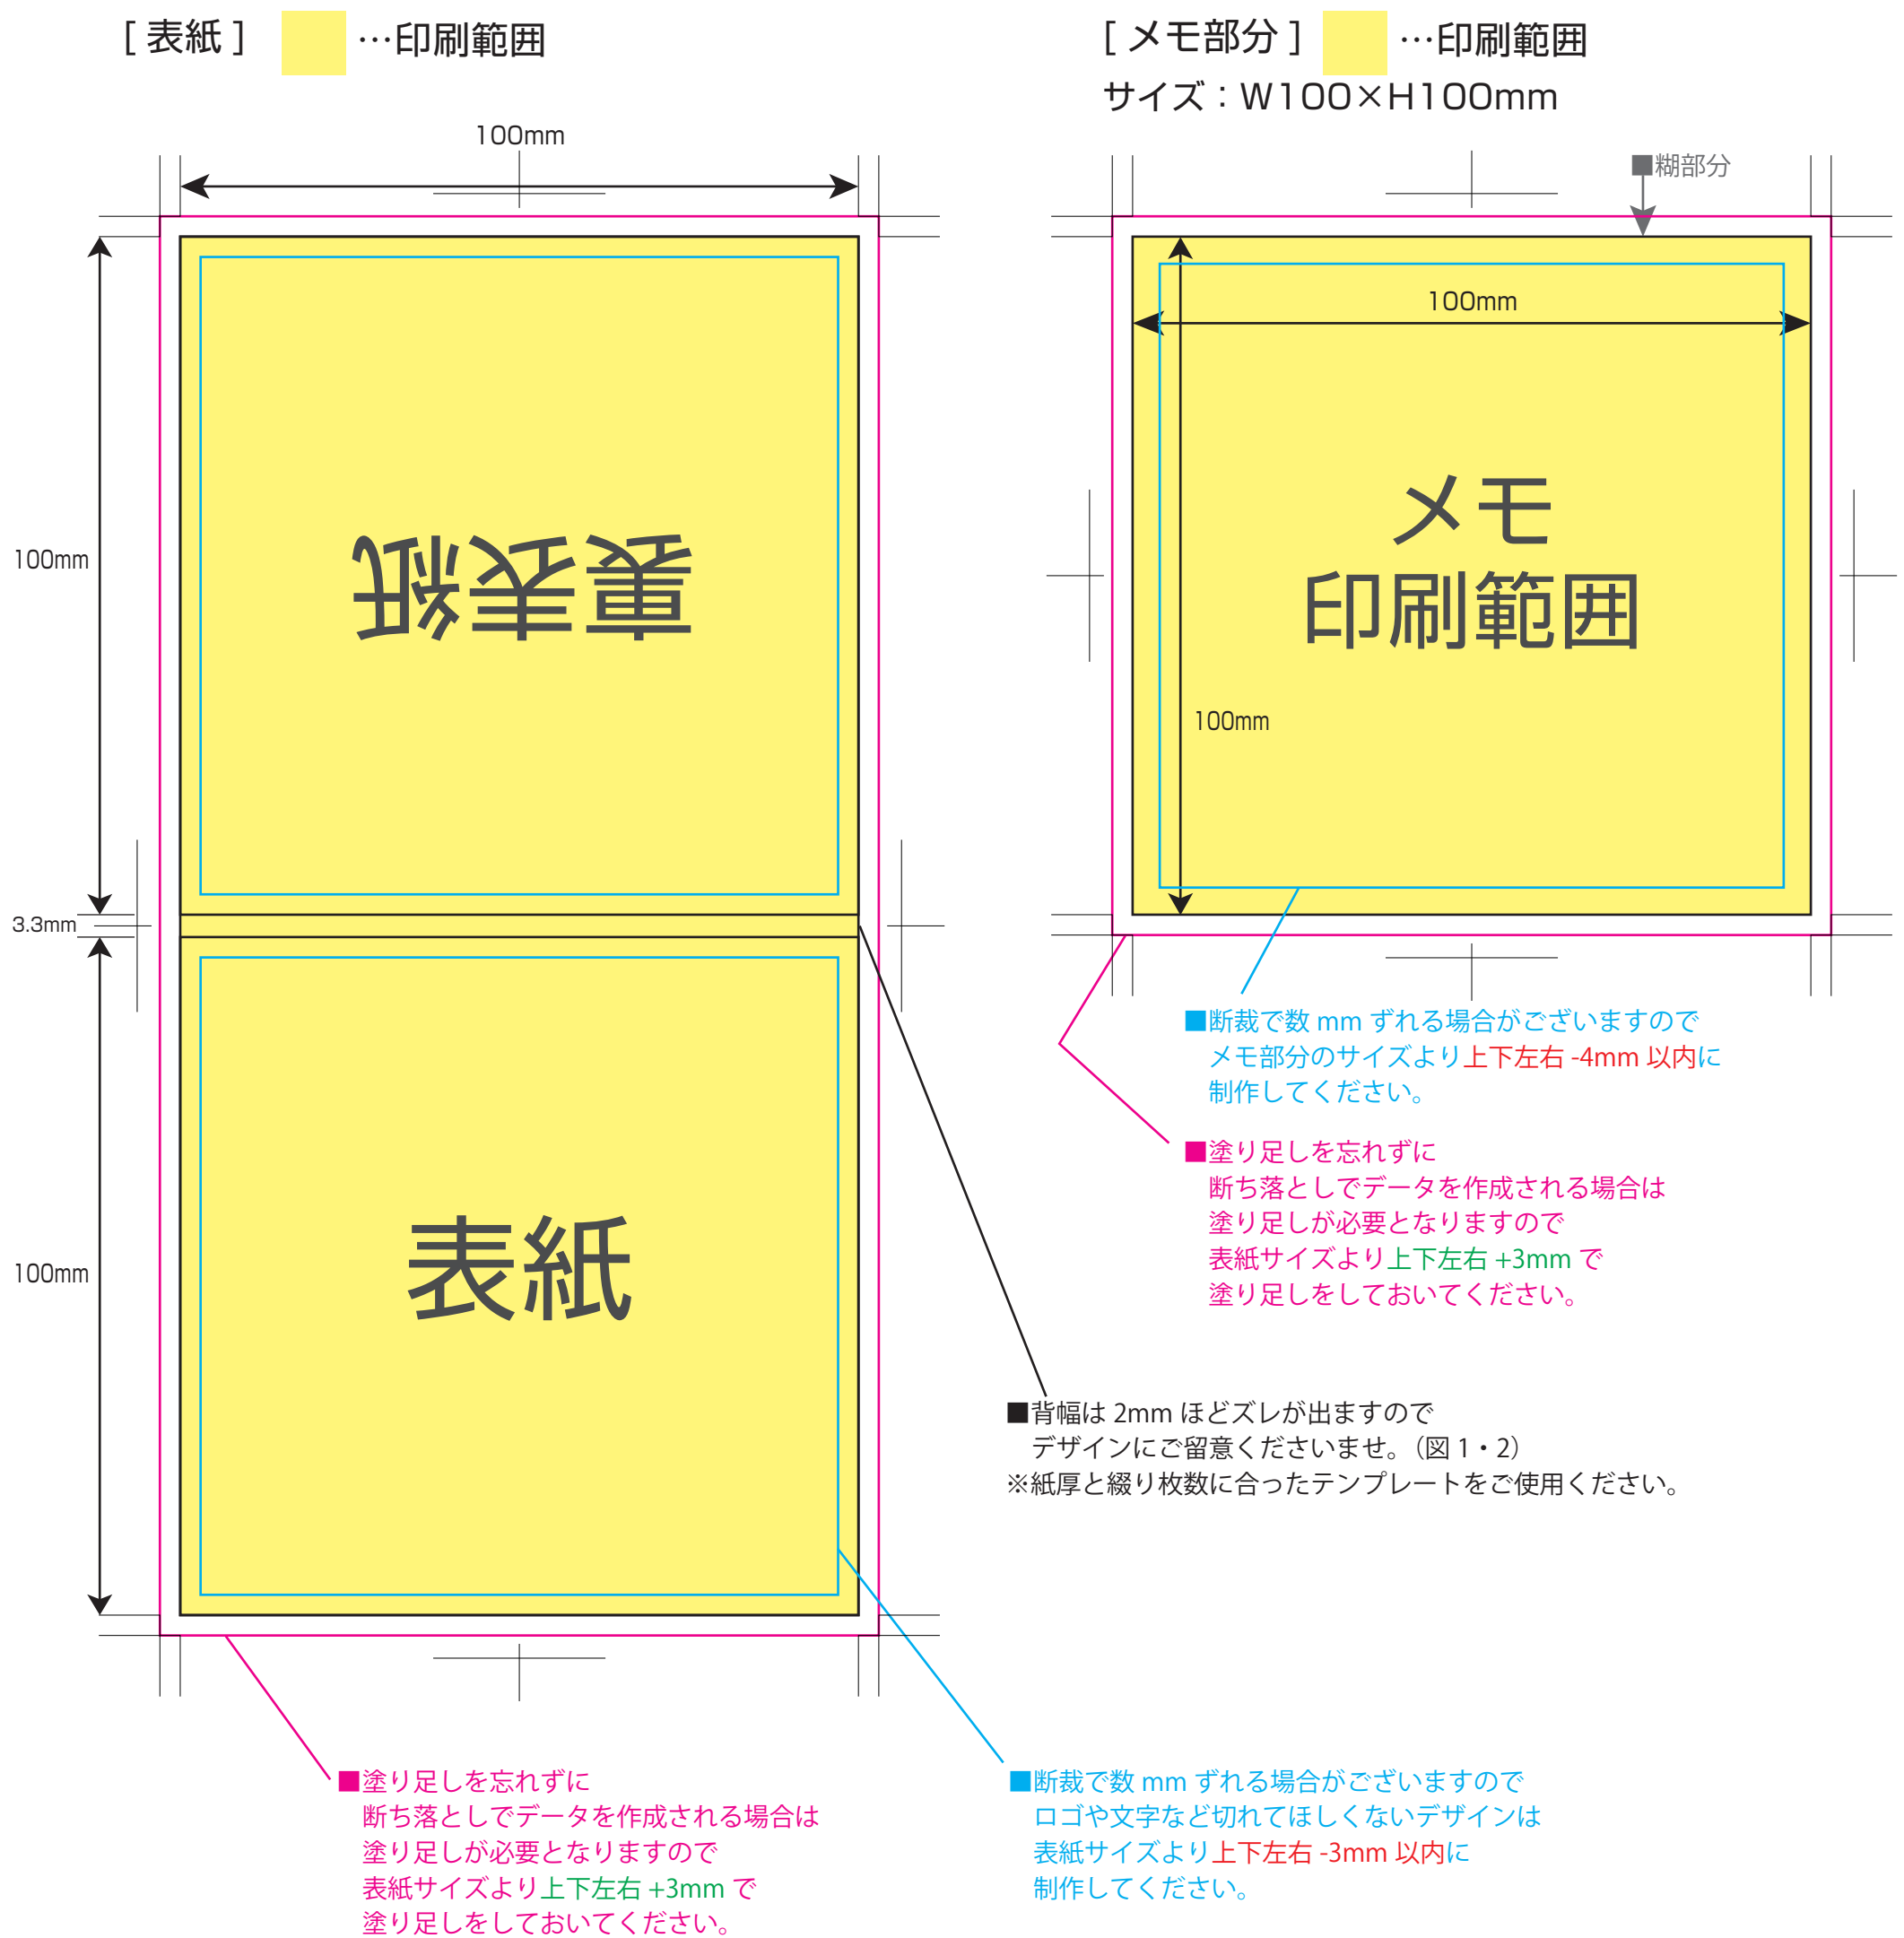 [ 表紙 ] …印刷範囲
100mm
100mm
裏表紙
3.3mm
100mm
表紙
■塗り足しを忘れずに
断ち落としでデータを作成される場合は
塗り足しが必要となりますので
表紙サイズより上下左右 +3mm で
塗り足しをしておいてください。
[ メモ部分 ] …印刷範囲
サイズ：W100×H100mm
■糊部分
100mm
メモ
印刷範囲
100mm
■断裁で数 mm ずれる場合がございますので
メモ部分のサイズより上下左右 -4mm 以内に
制作してください。
■塗り足しを忘れずに
断ち落としでデータを作成される場合は
塗り足しが必要となりますので
表紙サイズより上下左右 +3mm で
塗り足しをしておいてください。
■背幅は 2mm ほどズレが出ますので
デザインにご留意くださいませ。（図 1・2）
※紙厚と綴り枚数に合ったテンプレートをご使用ください。
■断裁で数 mm ずれる場合がございますので
ロゴや文字など切れてほしくないデザインは
表紙サイズより上下左右 -3mm 以内に
制作してください。